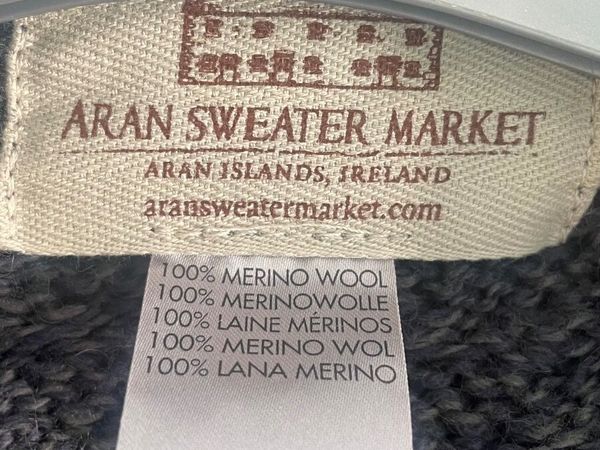 ARAN SWEATER MARKET
ARAN ISLANDS, IRELAND
aransweatermarket.com
100% MERINO WOOL
100% MERINOWOLLE
100% LAINE MÉRINOS
100% MERINO WOL
100% LANA MERINO